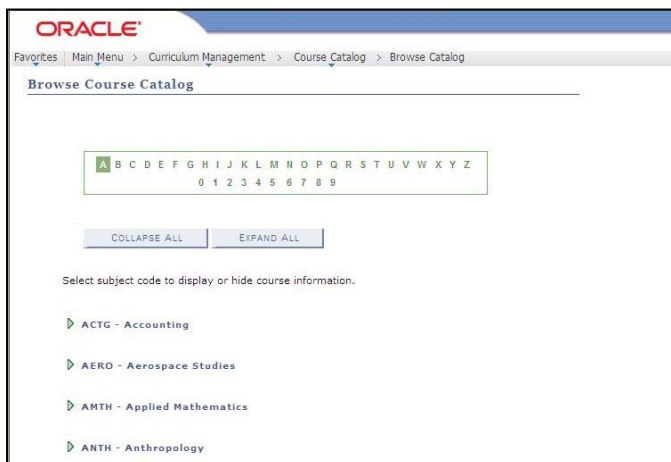 ORACLE®
Favorites Main Menu > Curriculum Management > Course Catalog > Browse Catalog
Browse Course Catalog
A B C D E F G H I J K L M N O P Q R S T U V W X Y Z
0 1 2 3 4 5 6 7 8 9
COLLAPSE ALL EXPAND ALL
Select subject code to display or hide course information.
ACTG - Accounting
AERO - Aerospace Studies
AMTH - Applied Mathematics
ANTH - Anthropology